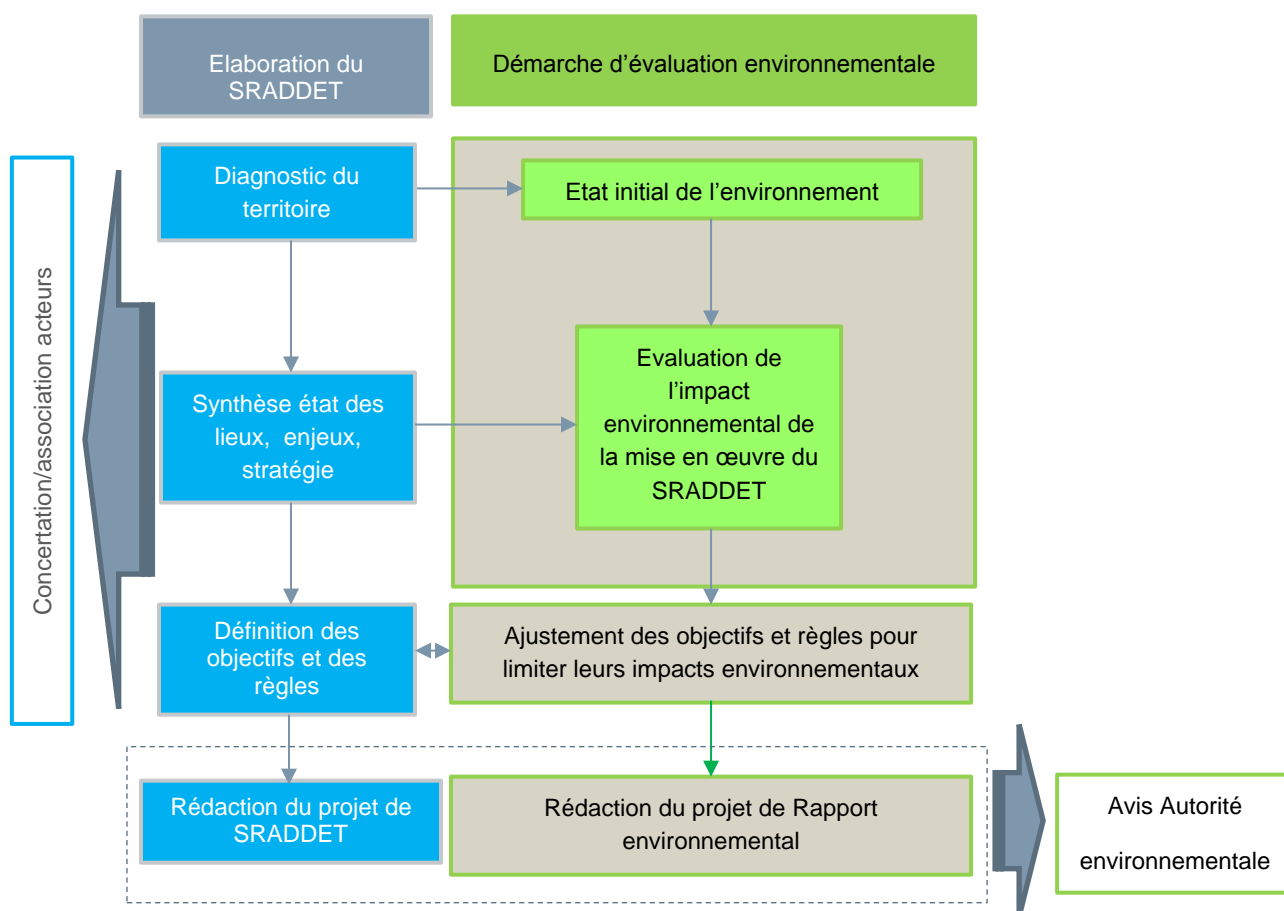 Elaboration du
SRADDET
Démarche d’évaluation environnementale
Concertation/association acteurs
Diagnostic du
territoire
Etat initial de l’environnement
Synthèse état des
lieux, enjeux,
stratégie
Evaluation de
l’impact
environnemental de
la mise en œuvre du
SRADDET
Définition des
objectifs et des
règles
Ajustement des objectifs et règles pour
limiter leurs impacts environnementaux
Rédaction du projet de
SRADDET
Rédaction du projet de Rapport
environnemental
Avis Autorité
environnementale